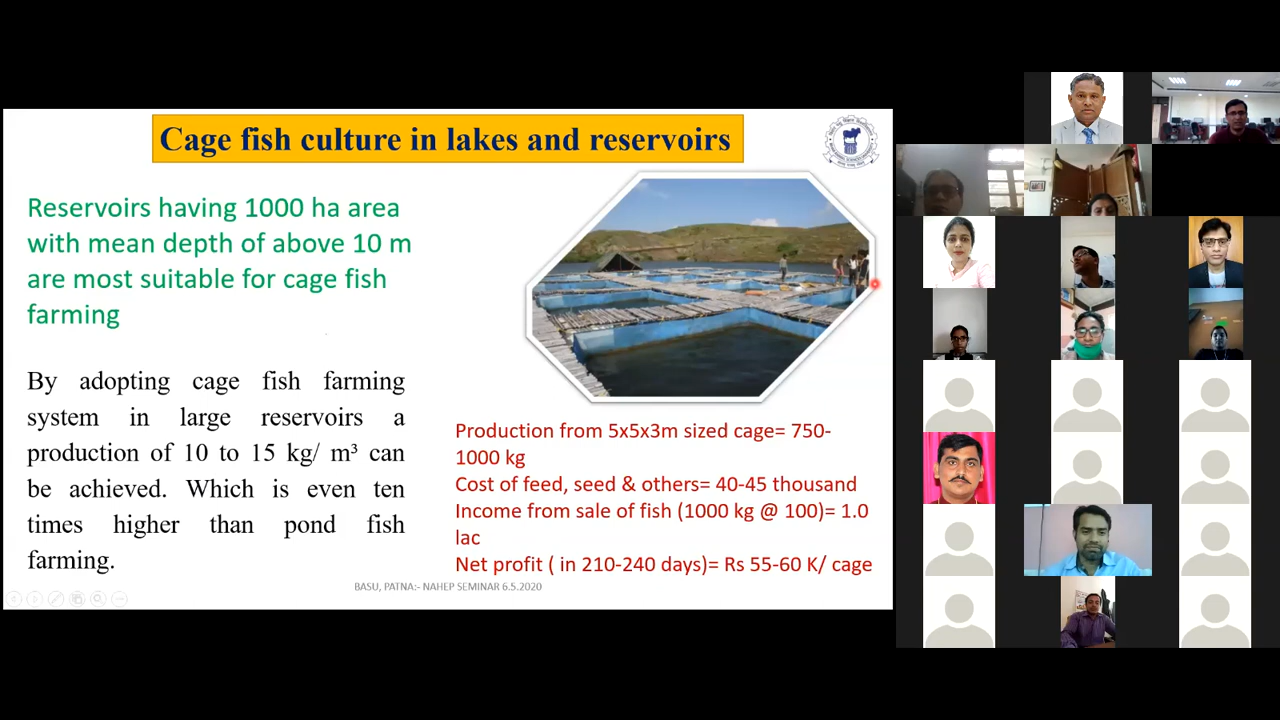 Cage fish culture in lakes and reservoirs
Reservoirs having 1000 ha area
with mean depth of above 10 m
are most suitable for cage fish
farming
By adopting cage fish farming
system in large reservoirs a
production of 10 to 15 kg/ m³ can
be achieved. Which is even ten
times higher than pond fish
farming.
Production from 5x5x3m sized cage= 750-
1000 kg
Cost of feed, seed & others= 40-45 thousand
Income from sale of fish (1000 kg @ 100)= 1.0
lac
Net profit ( in 210-240 days)= Rs 55-60 K/ cage
BASU, PATNA:- NAHEP SEMINAR 6.5.2020